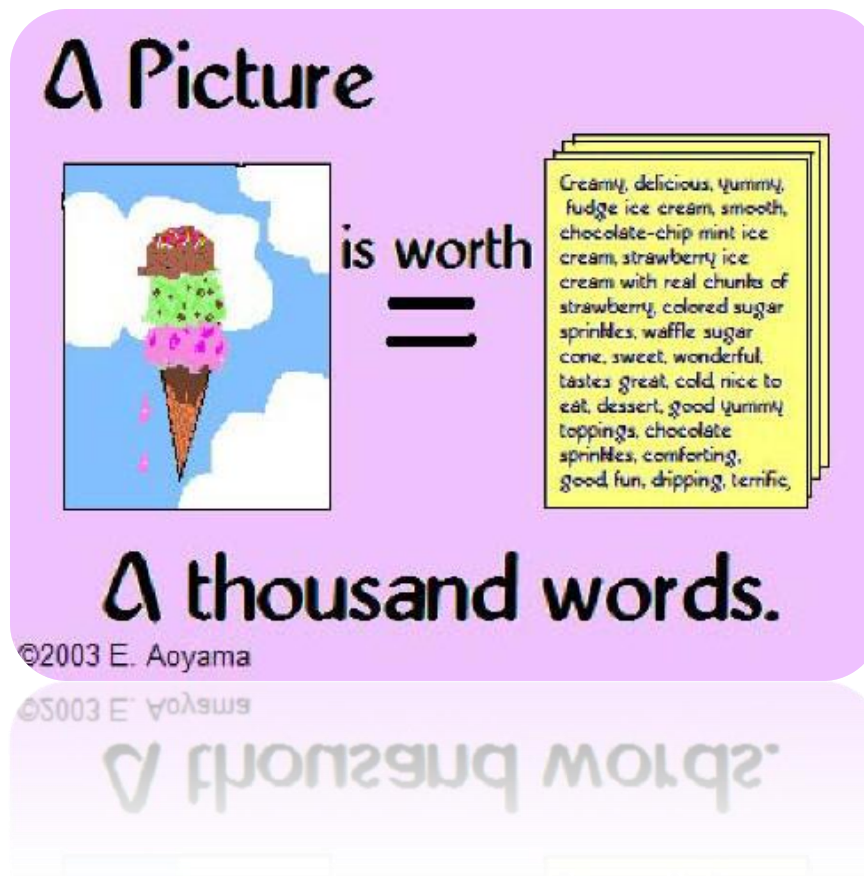 A Picture
is worth
=
Creamy, delicious, yummy,
fudge ice cream, smooth,
chocolate-chip mint ice
cream, strawberry ice
cream with real chunks of
strawberry, colored sugar
sprinkles, waffle sugar
cone, sweet, wonderful,
tastes great, cold, nice to
eat, dessert, good yummy
toppings, chocolate
sprinkles, comforting,
good, fun, dripping, terrific,
A thousand words.
©2003 E. Aoyama